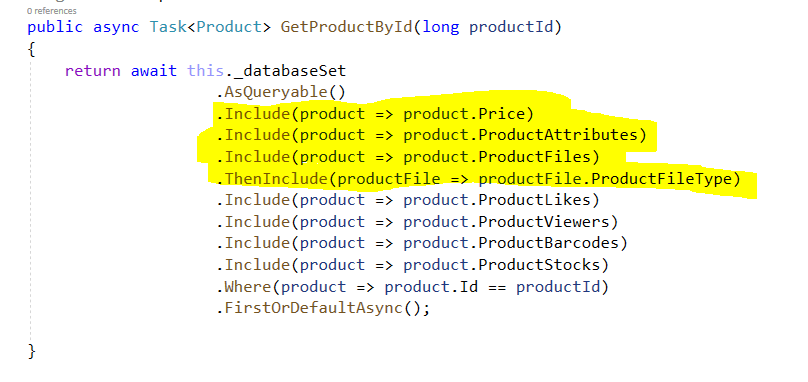 0 references
public async Task<Product> GetProductById(long productId)
{
return await this._databaseSet
.AsQueryable()
.Include(product => product.Price)
.Include(product => product.ProductAttributes)
.Include(product => product.ProductFiles)
.ThenInclude(productFile => productFile.ProductFileType)
.Include(product => product.ProductLikes)
.Include(product => product.ProductViewers)
.Include(product => product.ProductBarcodes)
.Include(product => product.ProductStocks)
.Where(product => product.Id == productId)
.FirstOrDefaultAsync();
}